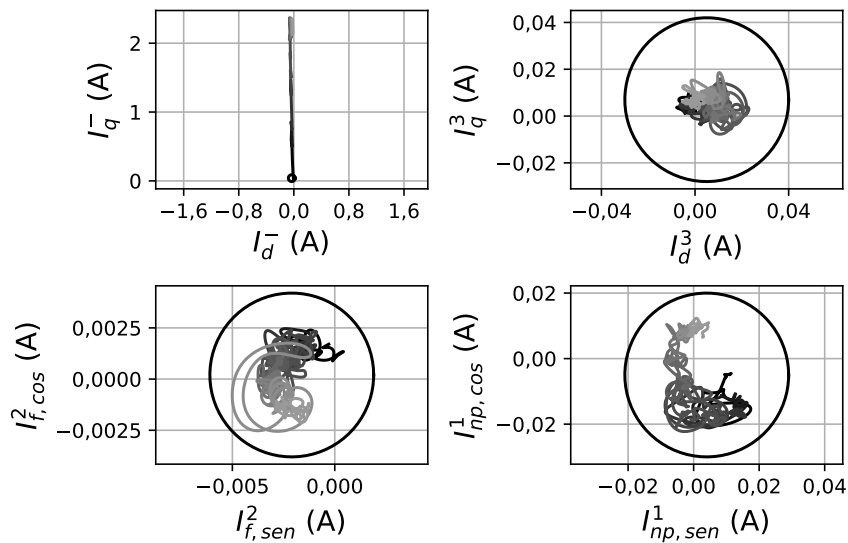 2
1
0
I_q^- (A)
−1,6 −0,8 0,0 0,8 1,6
I_d^- (A)
0,04
0,02
0,00
−0,02
I_q^3 (A)
−0,04 0,00 0,04
I_d^3 (A)
0,0025
0,0000
−0,0025
I_{f,cos}^2 (A)
−0,005 0,000
I_{f,sen}^2 (A)
0,02
0,00
−0,02
I_{np,cos}^1 (A)
−0,02 0,00 0,02 0,04
I_{np,sen}^1 (A)